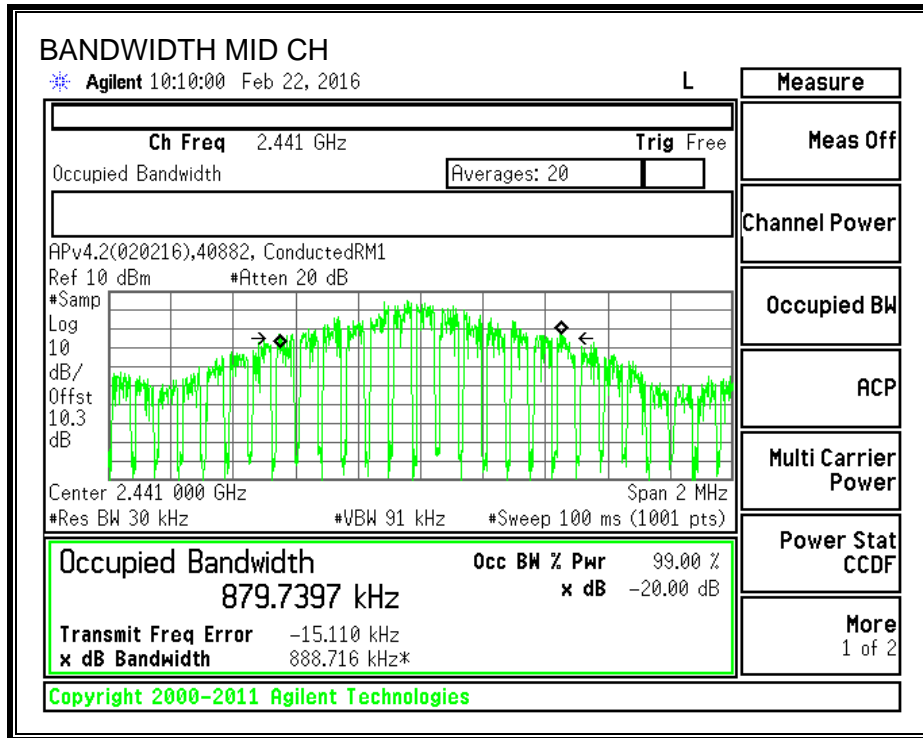 BANDWIDTH MID CH
Agilent 10:10:00 Feb 22, 2016 L
Measure
Ch Freq 2.441 GHz Trig Free
Meas Off
Occupied Bandwidth Averages: 20
Channel Power
APv4.2(020216),40882, ConductedRM1
Ref 10 dBm #Atten 20 dB
#Samp
Log
10
dB/
Offst
10.3
dB
Occupied BW
ACP
Multi Carrier
Power
Center 2.441 000 GHz Span 2 MHz
#Res BW 30 kHz #VBW 91 kHz #Sweep 100 ms (1001 pts)
Power Stat
CCDF
Occupied Bandwidth Occ BW % Pwr 99.00 %
879.7397 kHz x dB -20.00 dB
Transmit Freq Error -15.110 kHz
x dB Bandwidth 888.716 kHz*
More
1 of 2
Copyright 2000-2011 Agilent Technologies